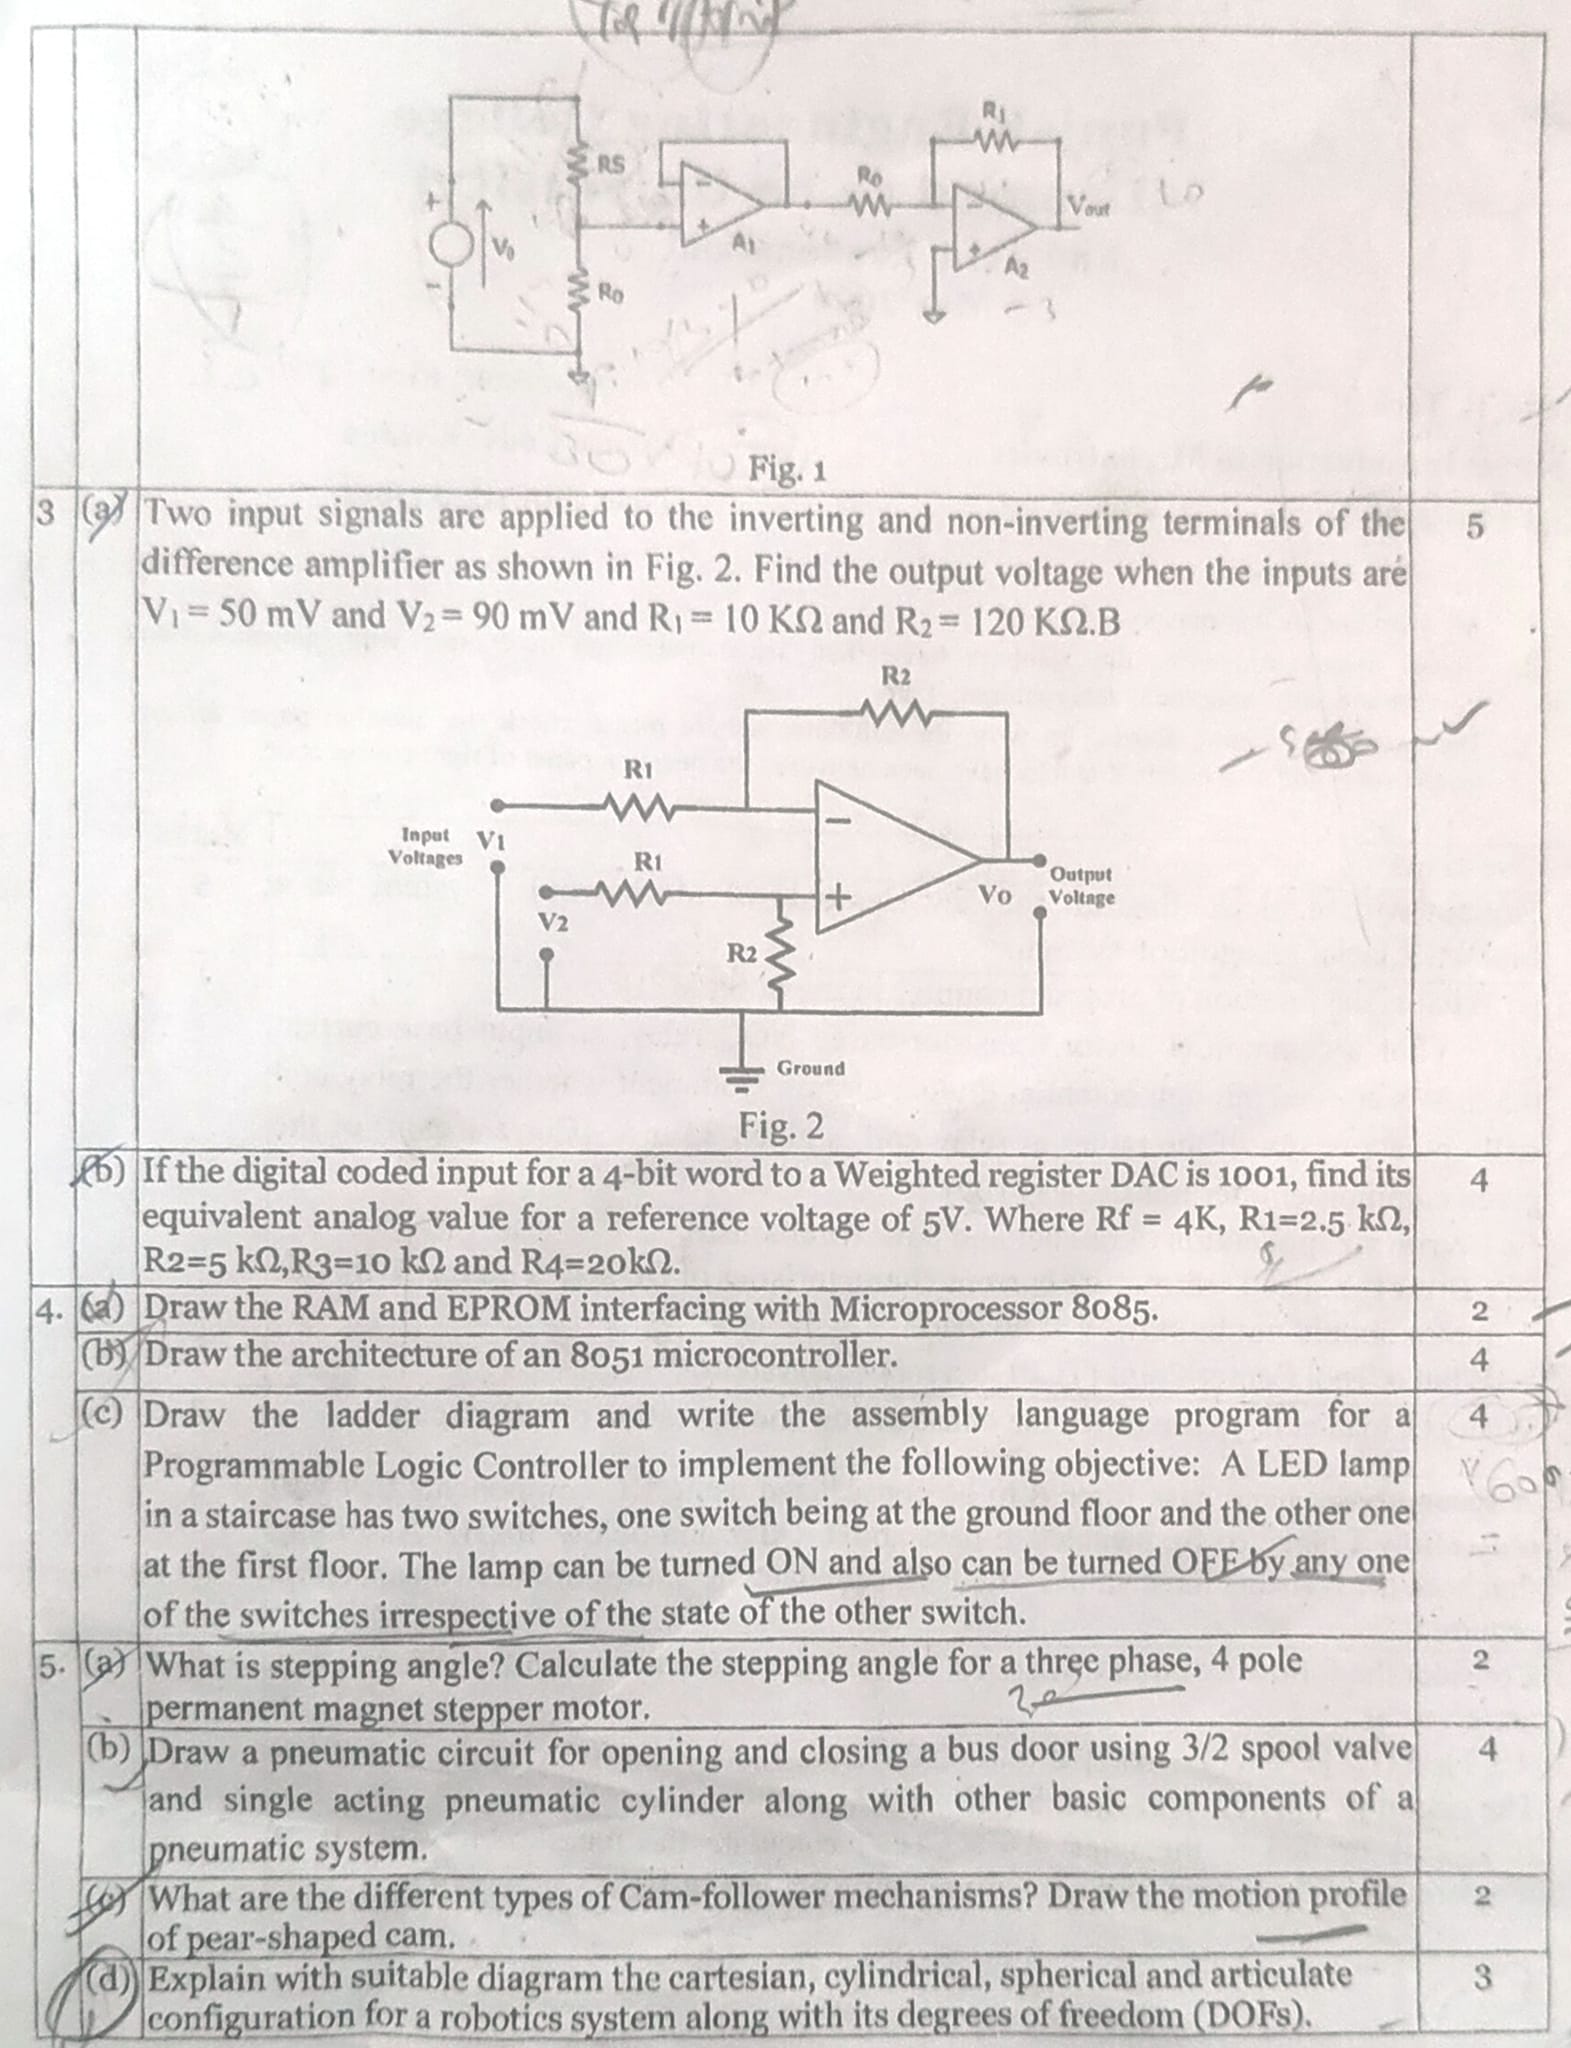 R1
RS
Ro
Vout
A1
V0
A2
Ro
Fig. 1
3 (a) Two input signals are applied to the inverting and non-inverting terminals of the 5
difference amplifier as shown in Fig. 2. Find the output voltage when the inputs are
V1 = 50 mV and V2 = 90 mV and R1 = 10 KΩ and R2 = 120 KΩ.B
R2
R1
Input V1
Voltages
R1
Output
Vo Voltage
V2
R2
Ground
Fig. 2
(b) If the digital coded input for a 4-bit word to a Weighted register DAC is 1001, find its 4
equivalent analog value for a reference voltage of 5V. Where Rf = 4K, R1=2.5 kΩ,
R2=5 kΩ,R3=10 kΩ and R4=20kΩ.
4. (a) Draw the RAM and EPROM interfacing with Microprocessor 8085. 2
(b) Draw the architecture of an 8051 microcontroller. 4
(c) Draw the ladder diagram and write the assembly language program for a 4
Programmable Logic Controller to implement the following objective: A LED lamp
in a staircase has two switches, one switch being at the ground floor and the other one
at the first floor. The lamp can be turned ON and also can be turned OFF by any one
of the switches irrespective of the state of the other switch.
5. (a) What is stepping angle? Calculate the stepping angle for a three phase, 4 pole 2
permanent magnet stepper motor.
(b) Draw a pneumatic circuit for opening and closing a bus door using 3/2 spool valve 4
and single acting pneumatic cylinder along with other basic components of a
pneumatic system.
(c) What are the different types of Cam-follower mechanisms? Draw the motion profile 2
of pear-shaped cam.
(d) Explain with suitable diagram the cartesian, cylindrical, spherical and articulate 3
configuration for a robotics system along with its degrees of freedom (DOFs).